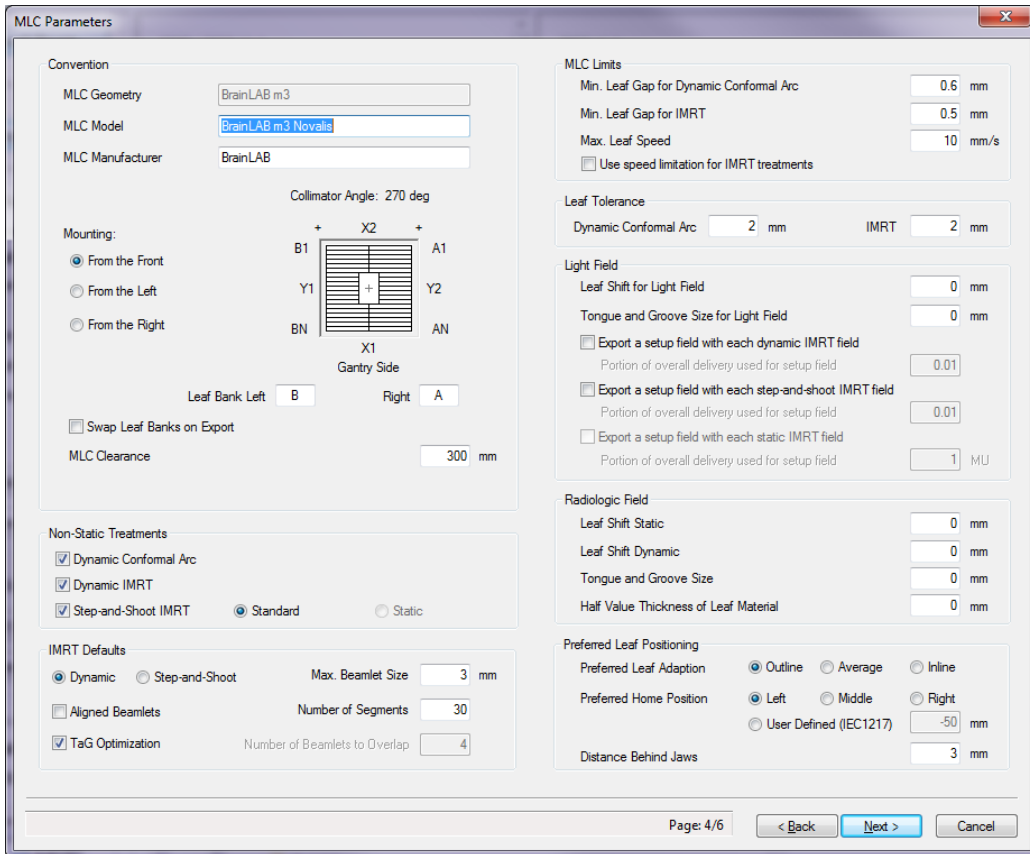 MLC Parameters
Convention
MLC Geometry BrainLAB m3
MLC Model BrainLAB m3 Novalis
MLC Manufacturer BrainLAB
Collimator Angle: 270 deg
Mounting:
From the Front
From the Left
From the Right
+ X2 +
B1 A1
Y1 + Y2
BN AN
X1
Gantry Side
Leaf Bank Left B Right A
Swap Leaf Banks on Export
MLC Clearance 300 mm
Non-Static Treatments
Dynamic Conformal Arc
Dynamic IMRT
Step-and-Shoot IMRT Standard Static
IMRT Defaults
Dynamic Step-and-Shoot Max. Beamlet Size 3 mm
Aligned Beamlets Number of Segments 30
TaG Optimization Number of Beamlets to Overlap 4
MLC Limits
Min. Leaf Gap for Dynamic Conformal Arc 0.6 mm
Min. Leaf Gap for IMRT 0.5 mm
Max. Leaf Speed 10 mm/s
Use speed limitation for IMRT treatments
Leaf Tolerance
Dynamic Conformal Arc 2 mm IMRT 2 mm
Light Field
Leaf Shift for Light Field 0 mm
Tongue and Groove Size for Light Field 0 mm
Export a setup field with each dynamic IMRT field
Portion of overall delivery used for setup field 0.01
Export a setup field with each step-and-shoot IMRT field
Portion of overall delivery used for setup field 0.01
Export a setup field with each static IMRT field
Portion of overall delivery used for setup field 1 MU
Radiologic Field
Leaf Shift Static 0 mm
Leaf Shift Dynamic 0 mm
Tongue and Groove Size 0 mm
Half Value Thickness of Leaf Material 0 mm
Preferred Leaf Positioning
Preferred Leaf Adaption Outline Average Inline
Preferred Home Position Left Middle Right
User Defined (IEC1217) -50 mm
Distance Behind Jaws 3 mm
Page: 4/6 < Back Next > Cancel